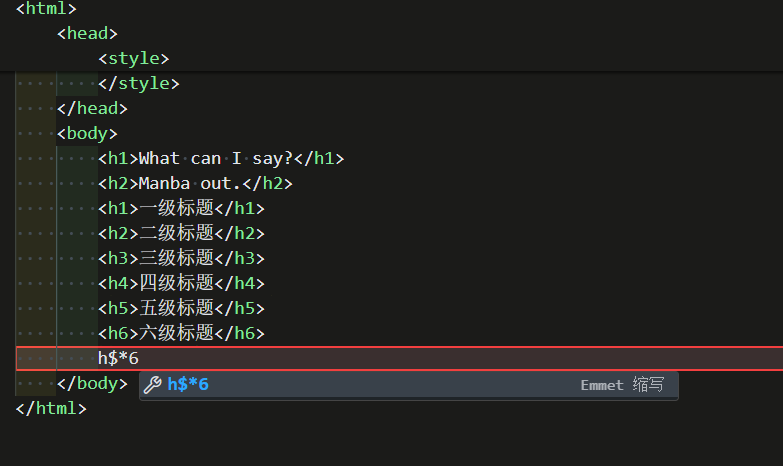 <html>
<head>
<style>
</style>
</head>
<body>
<h1>What can I say?</h1>
<h2>Manba out.</h2>
<h1>一级标题</h1>
<h2>二级标题</h2>
<h3>三级标题</h3>
<h4>四级标题</h4>
<h5>五级标题</h5>
<h6>六级标题</h6>
h$*6
</body>
h$*6 Emmet 缩写
</html>